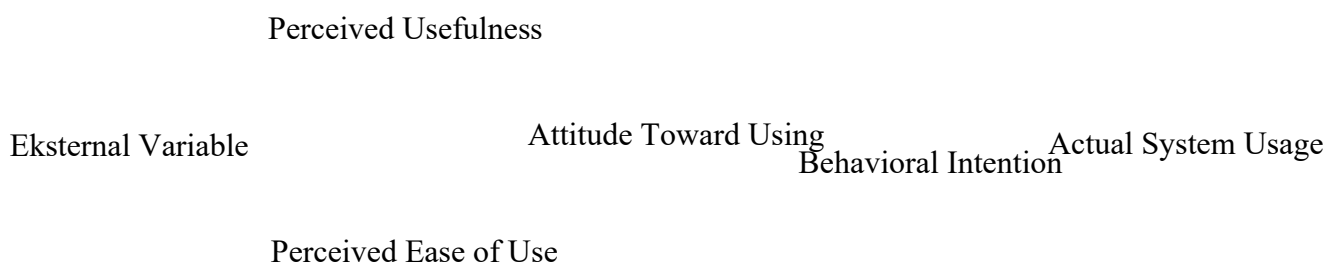 Perceived Usefulness
Eksternal Variable
Attitude Toward Using
Behavioral Intention
Actual System Usage
Perceived Ease of Use